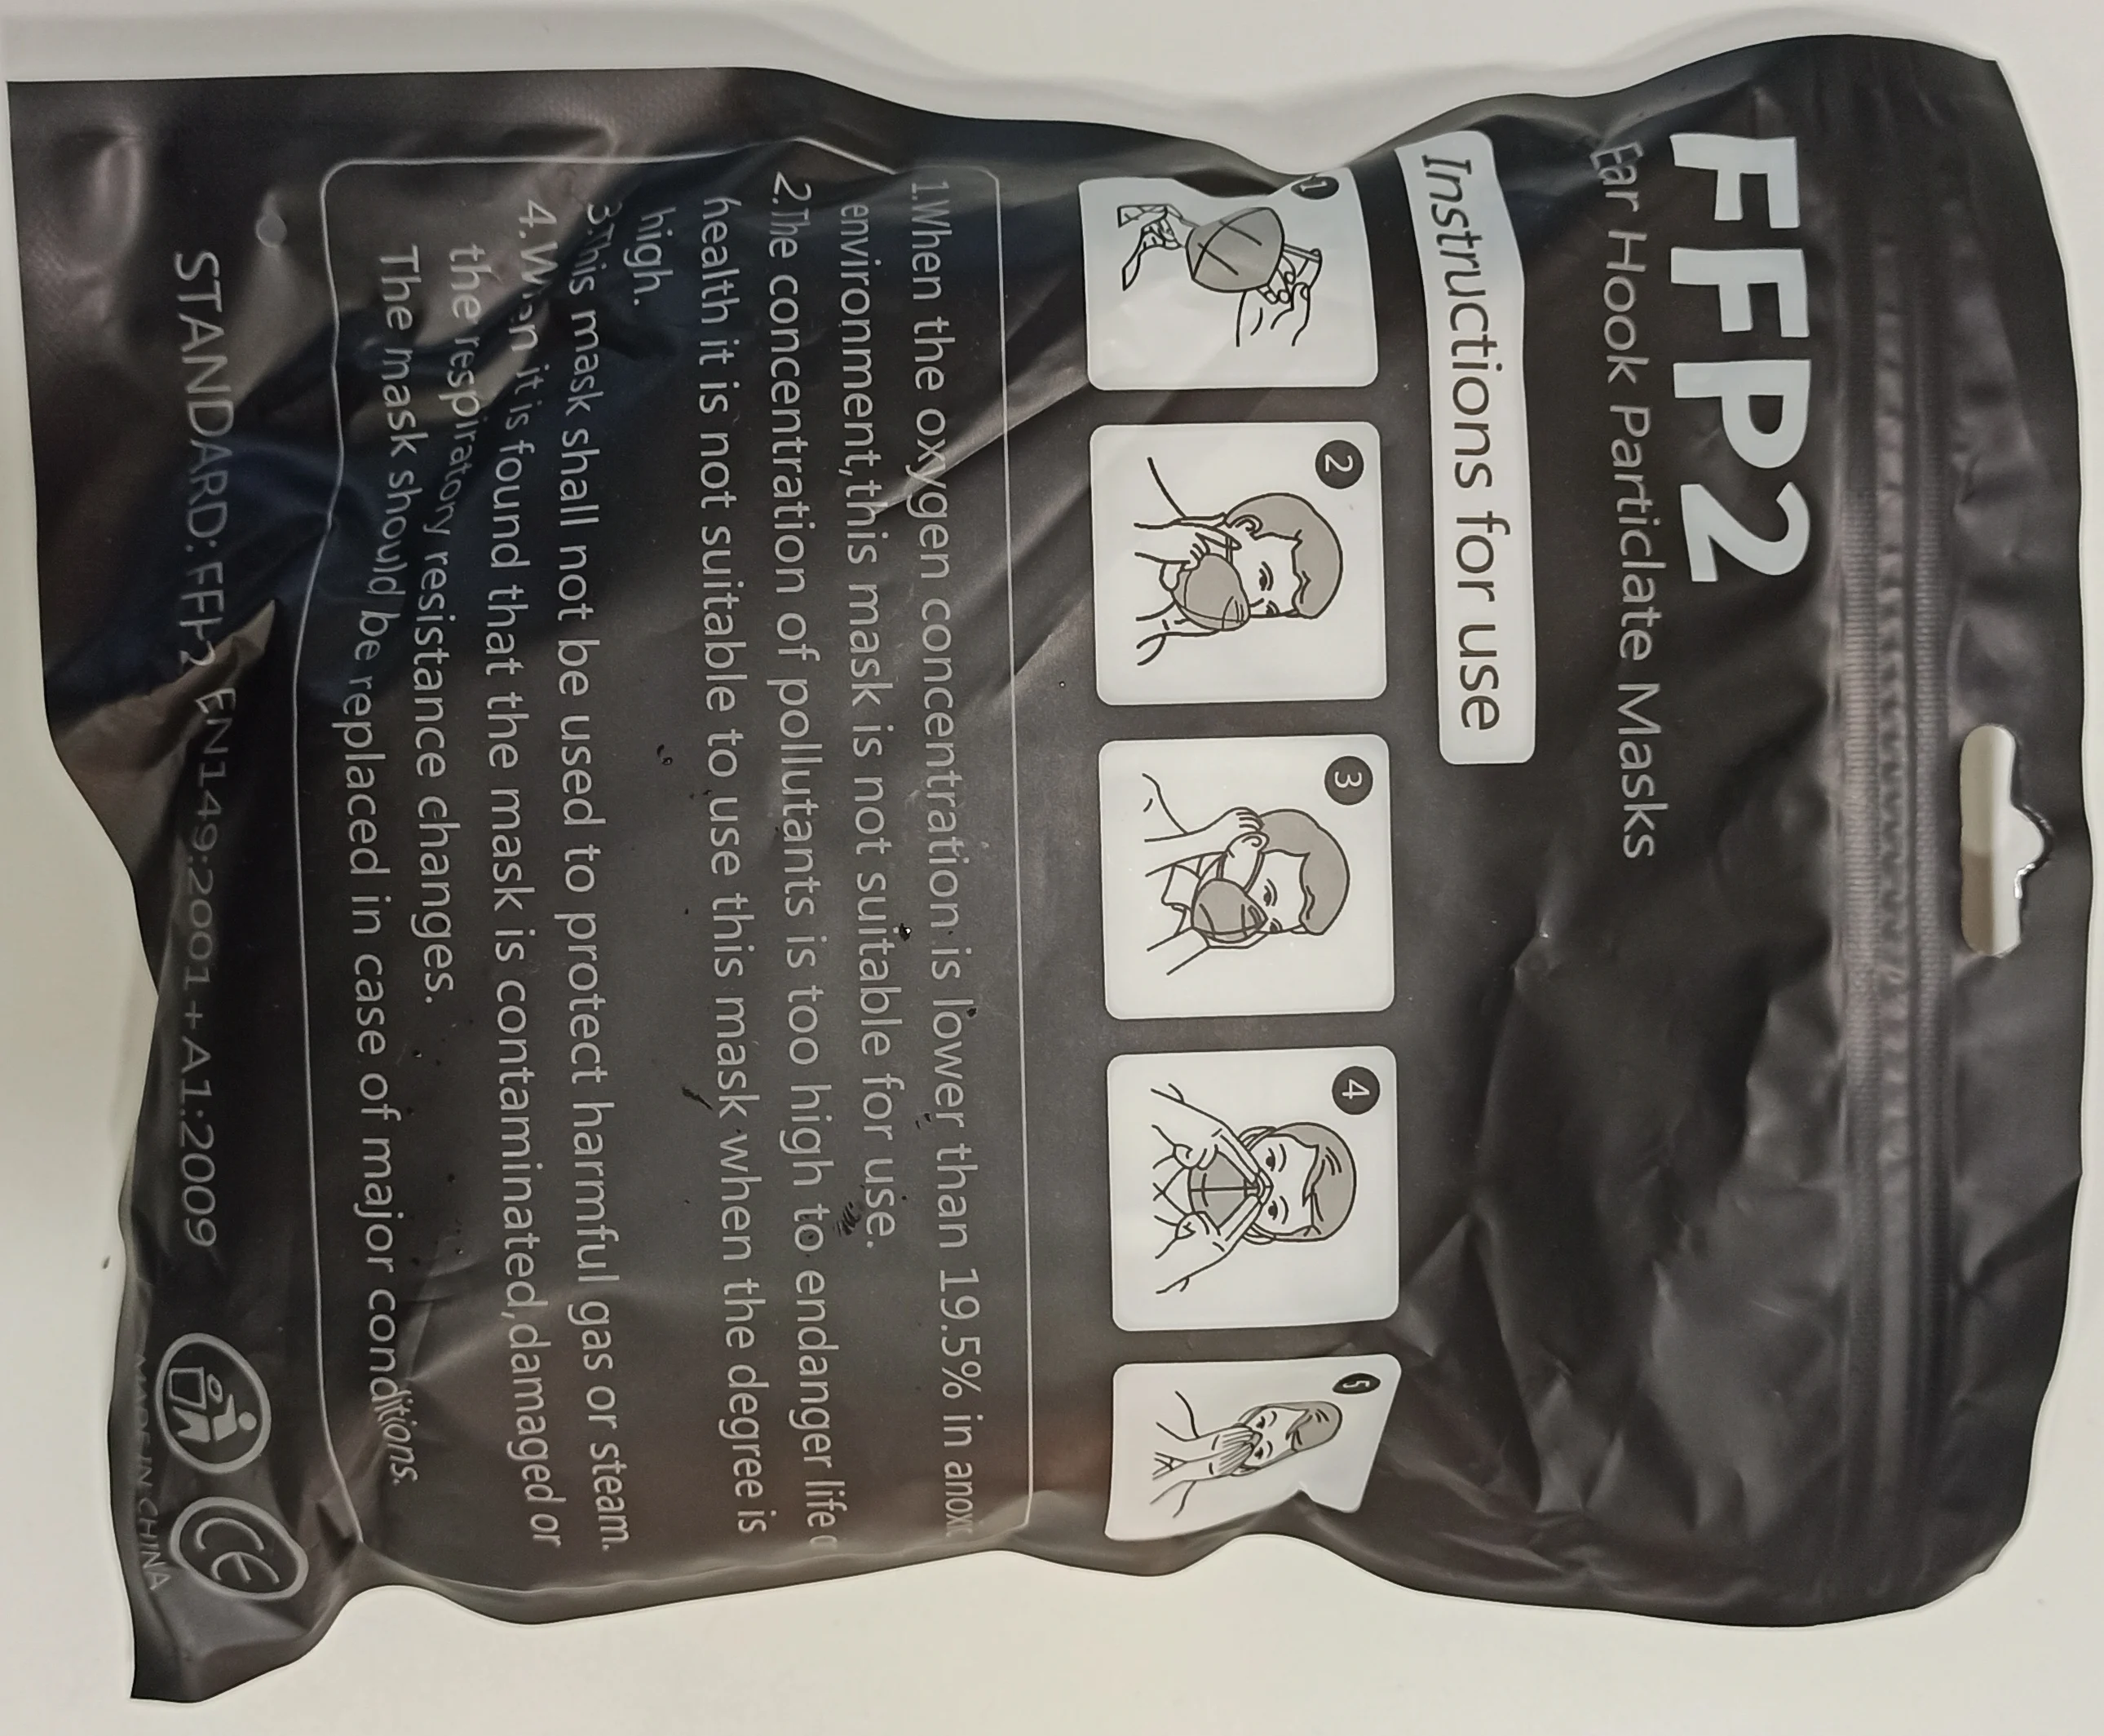 FFP2
Ear Hook Particlate Masks
Instructions for use
1
2
3
4
5
1.When the oxygen concentration is lower than 19.5% in
environment,this mask is not suitable for use.
2.The concentration of pollutants is too high to endanger life
health it is not suitable to use this mask when the degree is
high.
3.This mask shall not be used to protect harmful gas or steam.
4.When it is found that the mask is contaminated,damaged or
the respiratory resistance changes.
The mask should be replaced in case of major conditions.
STANDARD: FFP2 EN149:2001+A1:2009
CE
MADE IN CHINA